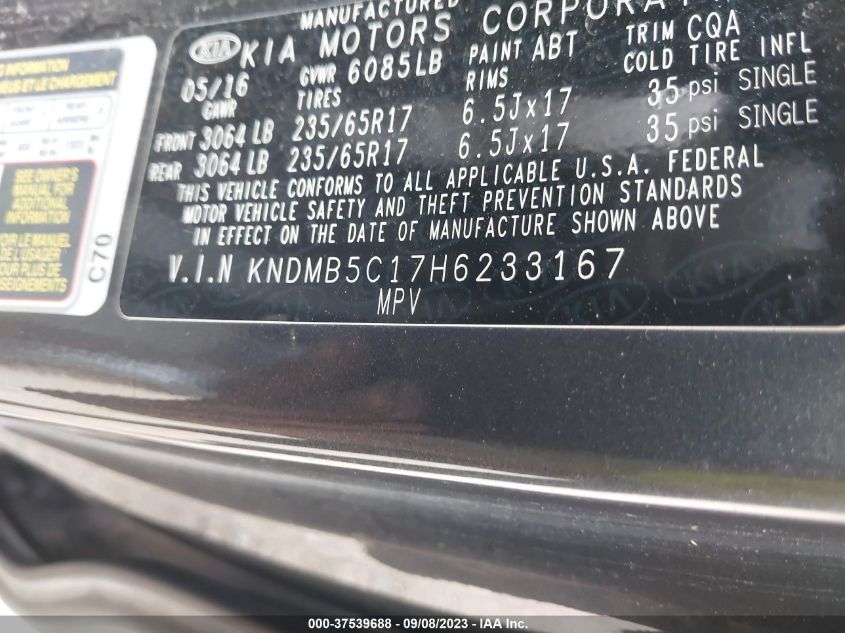 MANUFACTURED
KIA KIA MOTORS CORPORA
05/16 GVWR 6085LB PAINT ABT TRIM CQA
GAWR TIRES RIMS COLD TIRE INFL
FRONT 3064 LB 235/65R17 6.5Jx17 35 psi SINGLE
REAR 3064 LB 235/65R17 6.5Jx17 35 psi SINGLE
THIS VEHICLE CONFORMS TO ALL APPLICABLE U.S.A. FEDERAL
MOTOR VEHICLE SAFETY AND THEFT PREVENTION STANDARDS
IN EFFECT ON THE DATE OF MANUFACTURE SHOWN ABOVE
V.I.N KNDMB5C17H6233167
MPV
INFORMATION
CHARGEMENT
SEE OWNER'S
MANUAL FOR
ADDITIONAL
INFORMATION
LE MANUEL
DE L'USAGER
POUR PLUS DE
C70
000-37539688 - 09/08/2023 - IAA Inc.